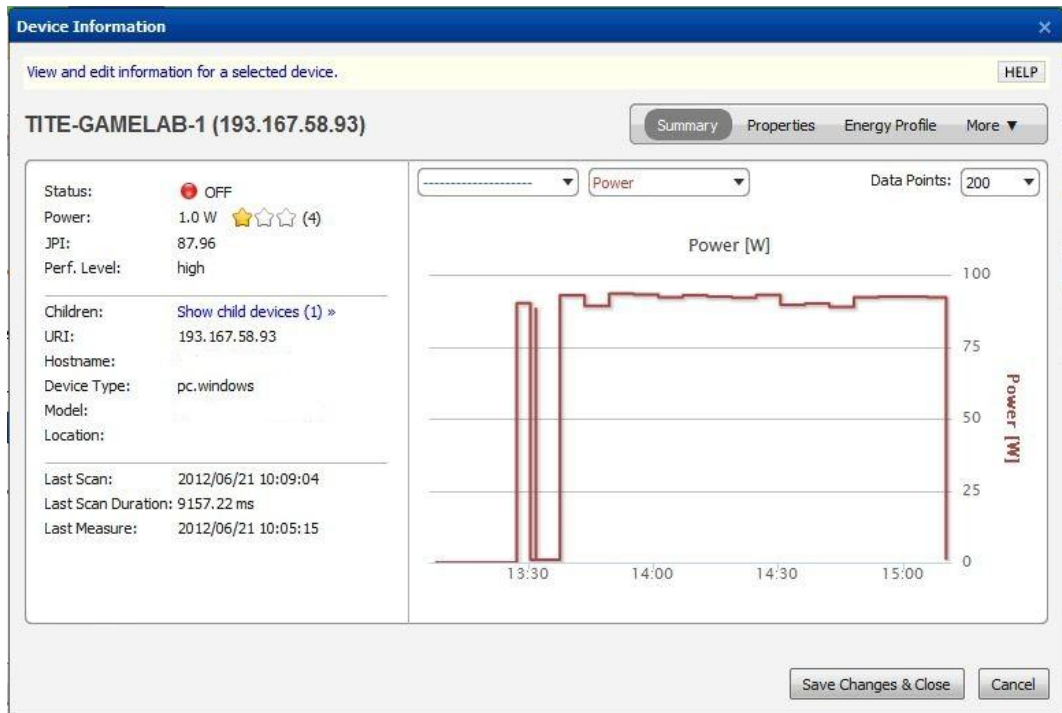 Device Information
View and edit information for a selected device.
HELP
TITE-GAMELAB-1 (193.167.58.93)
Summary Properties Energy Profile More ▼
Status: OFF
Power: 1.0 W (4)
JPI: 87.96
Perf. Level: high
Children: Show child devices (1) »
URI: 193.167.58.93
Hostname:
Device Type: pc.windows
Model:
Location:
Last Scan: 2012/06/21 10:09:04
Last Scan Duration: 9157.22 ms
Last Measure: 2012/06/21 10:05:15
-------------------- Power Data Points: 200
Power [W]
100
75
50
25
0
Power [W]
13:30 14:00 14:30 15:00
Save Changes & Close Cancel